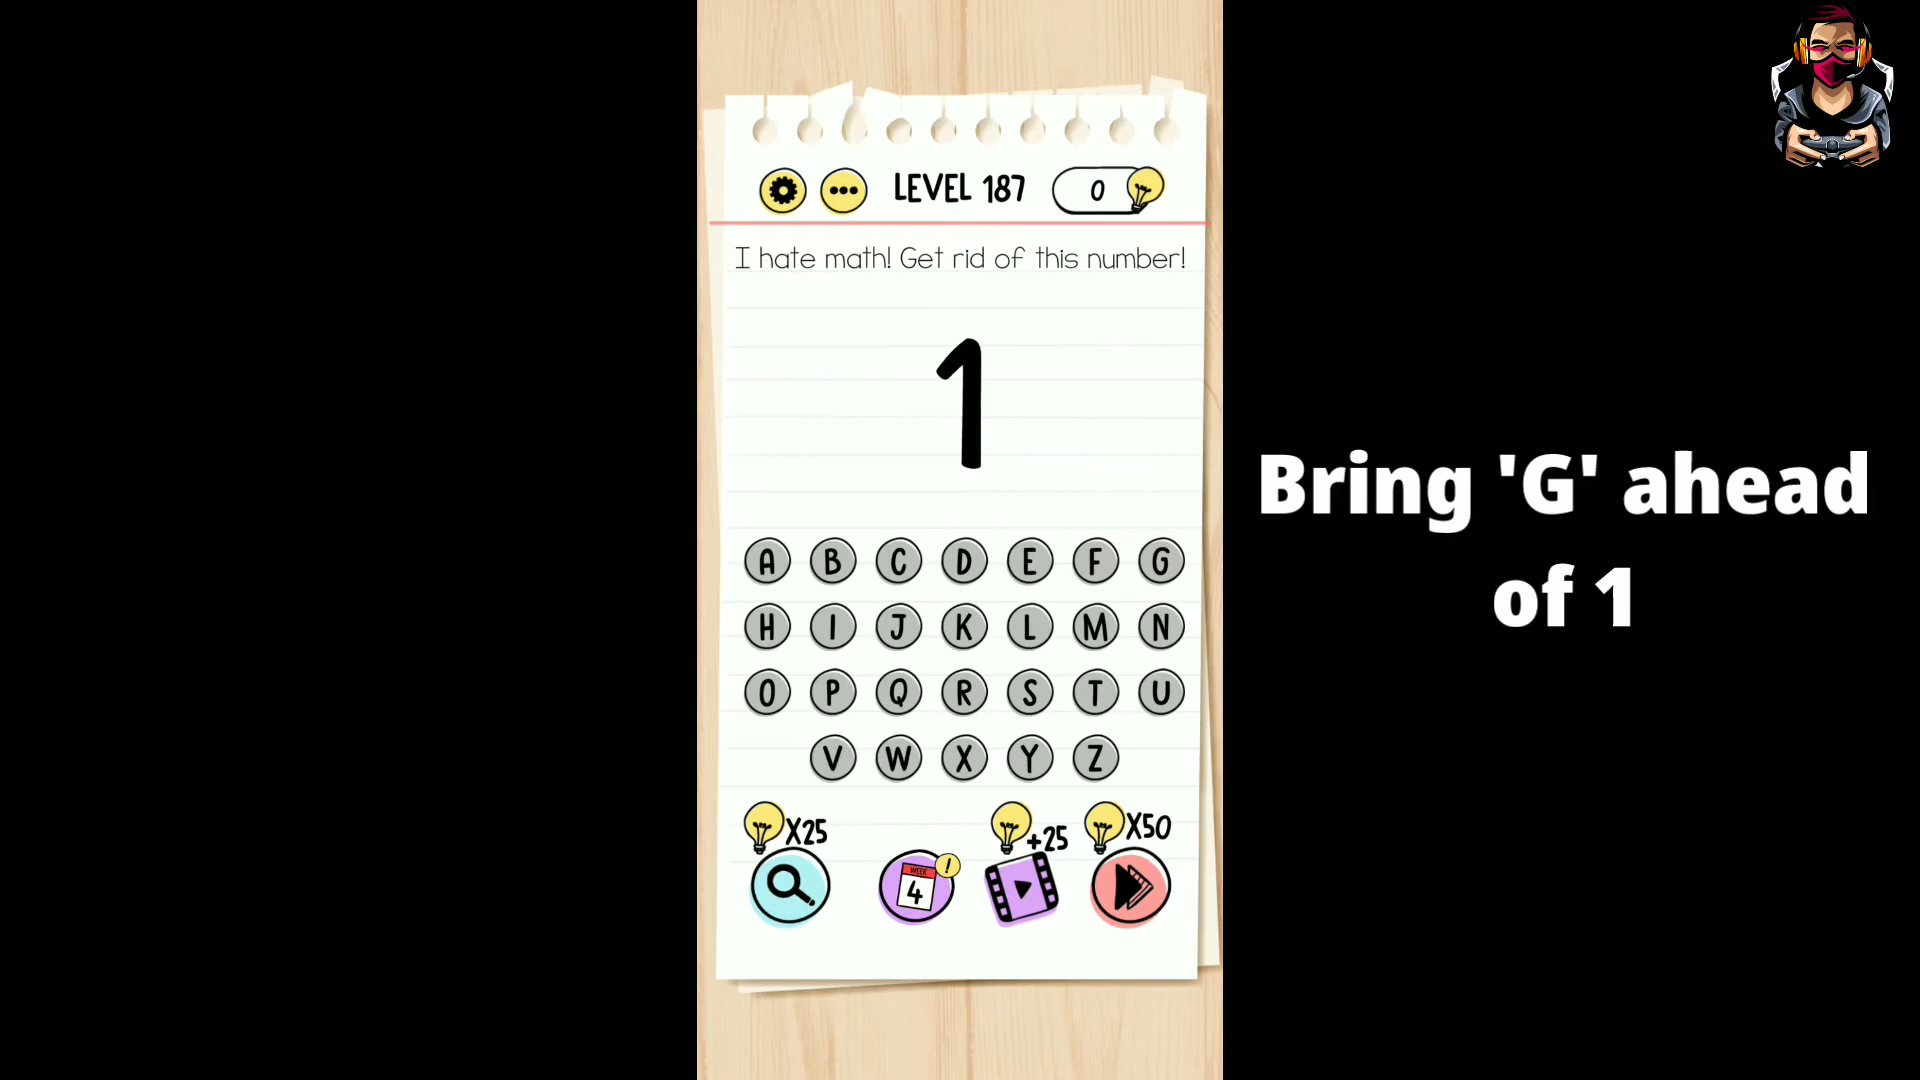 LEVEL 187
0
I hate math! Get rid of this number!
1
A B C D E F G
H I J K L M N
O P Q R S T U
V W X Y Z
X25
+25
X50
WEEK
4
!
Bring 'G' ahead
of 1